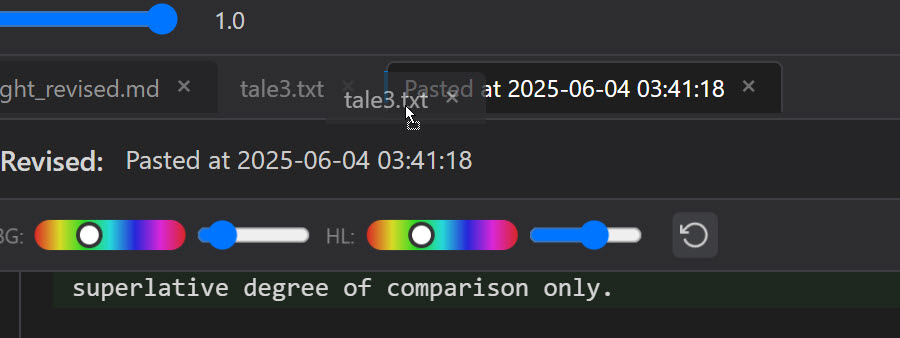 1.0
ght_revised.md × tale3.txt × Pasted at 2025-06-04 03:41:18 ×
tale3.txt ×
Revised: Pasted at 2025-06-04 03:41:18
BG: HL:
superlative degree of comparison only.